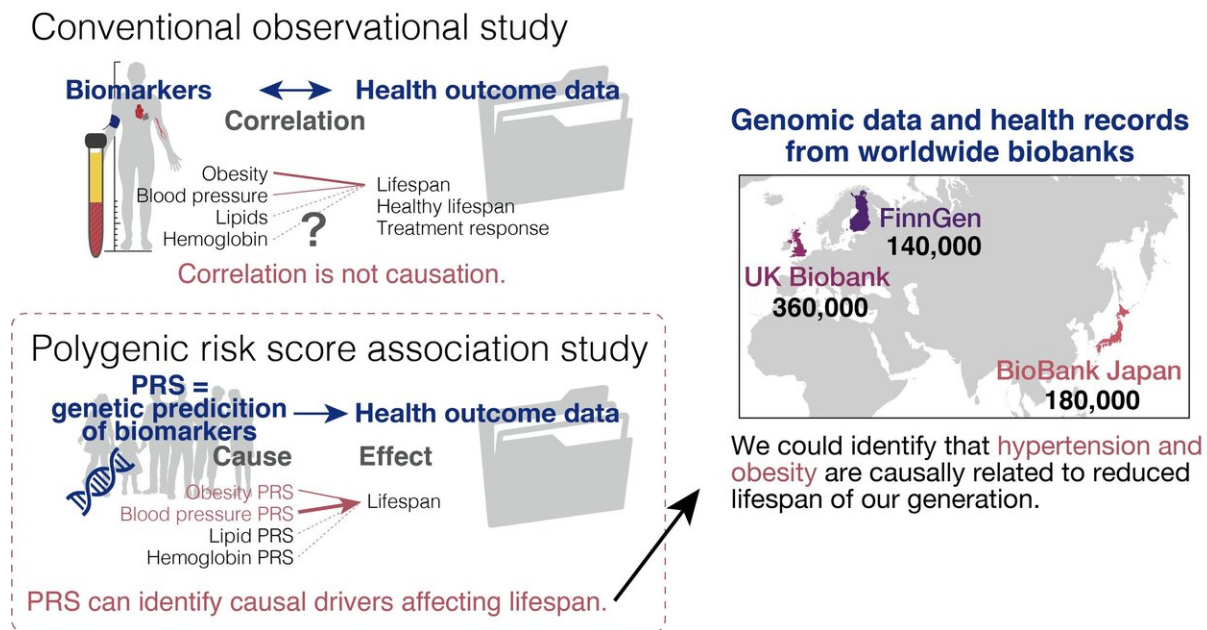 Conventional observational study
Biomarkers
Health outcome data
Correlation
Obesity
Blood pressure
Lipids
Hemoglobin
?
Lifespan
Healthy lifespan
Treatment response
Correlation is not causation.
Polygenic risk score association study
PRS =
genetic predicition
of biomarkers
Health outcome data
Cause
Effect
Obesity PRS
Blood pressure PRS
Lipid PRS
Hemoglobin PRS
Lifespan
PRS can identify causal drivers affecting lifespan.
Genomic data and health records
from worldwide biobanks
FinnGen
140,000
UK Biobank
360,000
BioBank Japan
180,000
We could identify that hypertension and
obesity are causally related to reduced
lifespan of our generation.